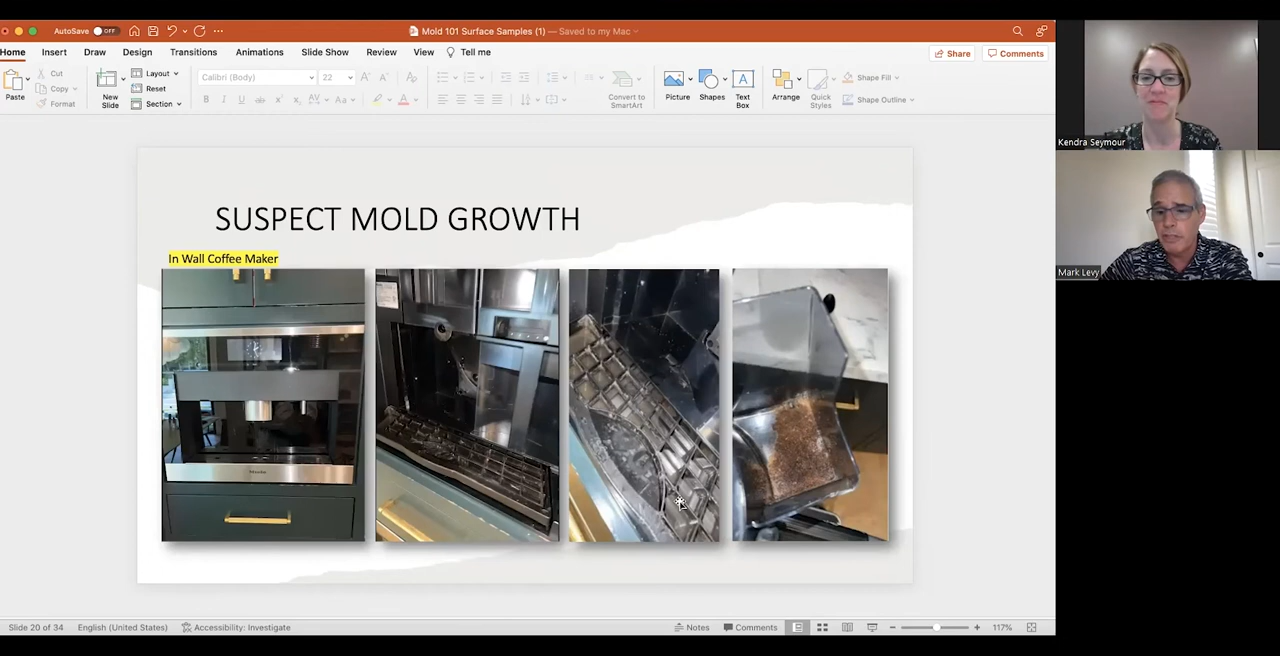 AutoSave OFF
Mold 101 Surface Samples (1) — Saved to my Mac
Home Insert Draw Design Transitions Animations Slide Show Review View Tell me
Share Comments
Paste
Cut
Copy
Format
New Slide
Layout
Reset
Section
Calibri (Body) 22
Convert to SmartArt
Picture
Shapes
Text Box
Arrange
Quick Styles
Shape Fill
Shape Outline
SUSPECT MOLD GROWTH
In Wall Coffee Maker
Miele
Kendra Seymour
Mark Levy
Slide 20 of 34 English (United States) Accessibility: Investigate
Notes Comments 117%